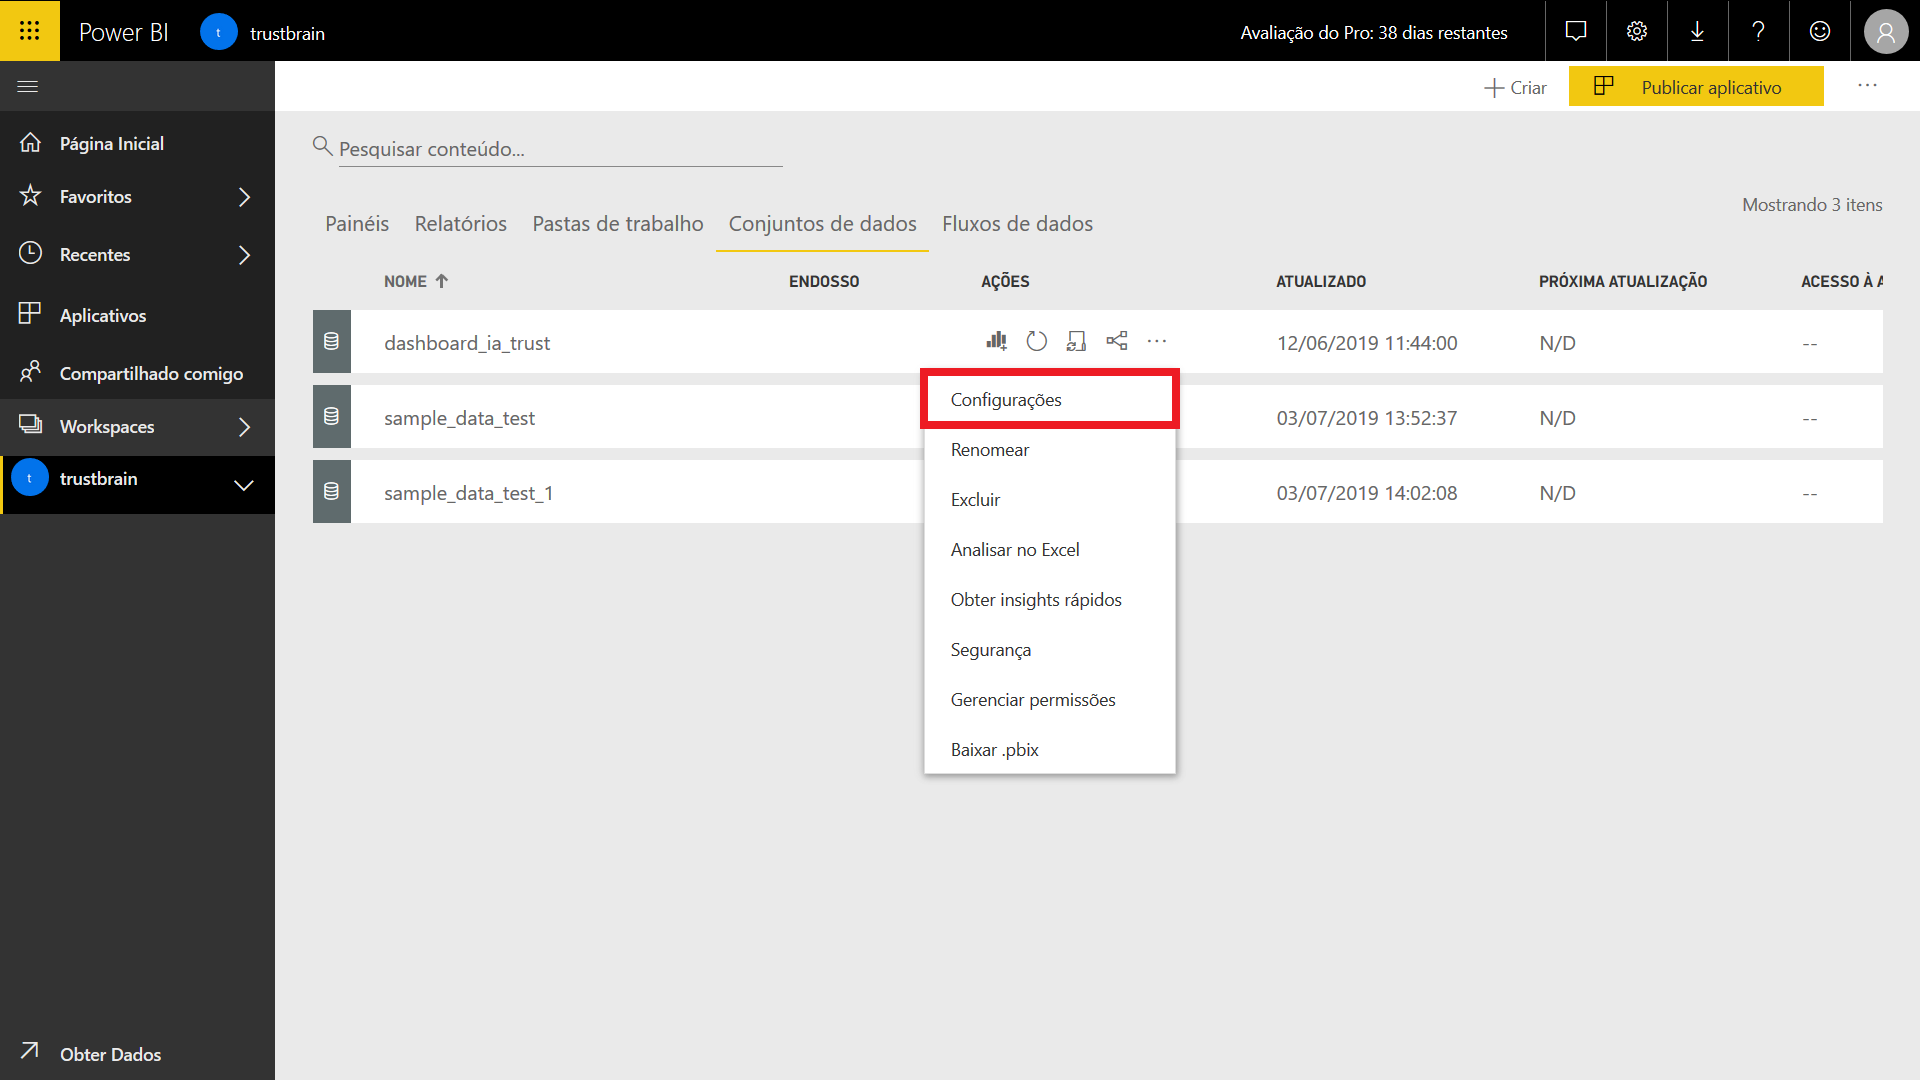 Power BI
t
trustbrain
Avaliação do Pro: 38 dias restantes
?
Criar
Publicar aplicativo
...
Página Inicial
Favoritos
Recentes
Aplicativos
Compartilhado comigo
Workspaces
t
trustbrain
Obter Dados
Pesquisar conteúdo...
Mostrando 3 itens
Painéis
Relatórios
Pastas de trabalho
Conjuntos de dados
Fluxos de dados
NOME
ENDOSSO
AÇÕES
ATUALIZADO
PRÓXIMA ATUALIZAÇÃO
ACESSO À A
dashboard_ia_trust
...
12/06/2019 11:44:00
N/D
--
sample_data_test
03/07/2019 13:52:37
N/D
--
sample_data_test_1
03/07/2019 14:02:08
N/D
--
Configurações
Renomear
Excluir
Analisar no Excel
Obter insights rápidos
Segurança
Gerenciar permissões
Baixar .pbix